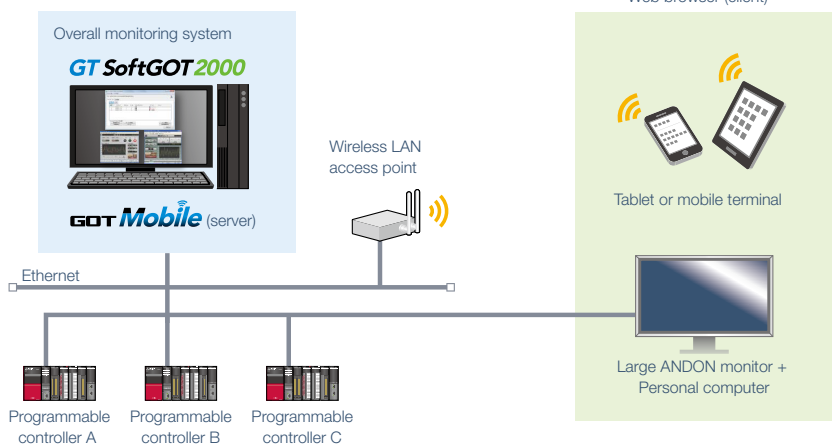 Web browser (client)
Overall monitoring system
GT SoftGOT2000
GOT Mobile (server)
Wireless LAN
access point
Tablet or mobile terminal
Ethernet
Large ANDON monitor +
Personal computer
Programmable
controller A
Programmable
controller B
Programmable
controller C